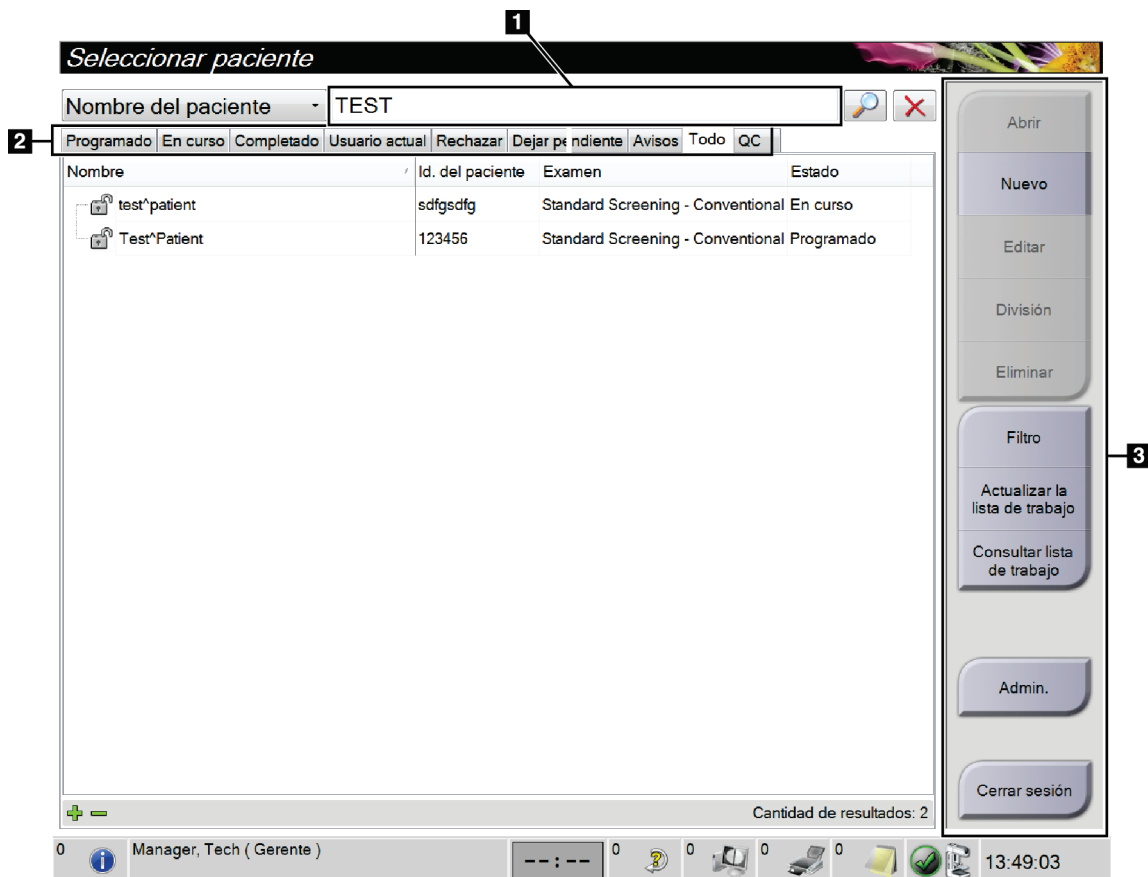 1
Seleccionar paciente
Nombre del paciente TEST
2
Programado En curso Completado Usuario actual Rechazar Dejar pendiente Avisos Todo QC
Nombre Id. del paciente Examen Estado
test^patient sdfgsdfg Standard Screening - Conventional En curso
Test^Patient 123456 Standard Screening - Conventional Programado
Abrir
Nuevo
Editar
División
Eliminar
Filtro
3
Actualizar la
lista de trabajo
Consultar lista
de trabajo
Admin.
Cerrar sesión
Cantidad de resultados: 2
0 Manager, Tech ( Gerente ) --:-- 0 0 0 0 13:49:03